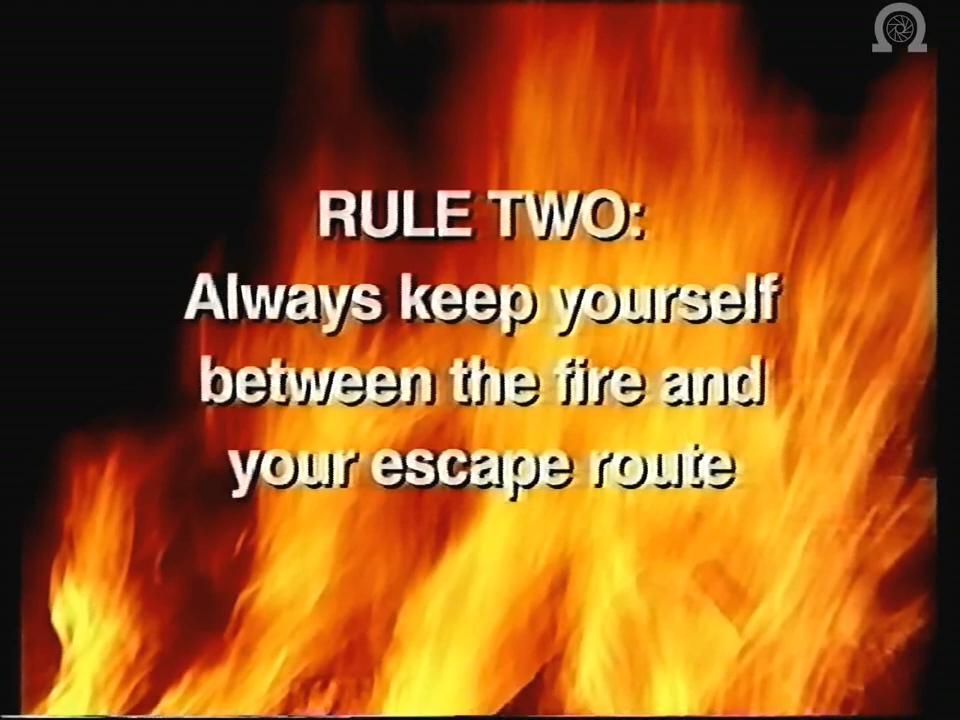 RULE TWO:
Always keep yourself
between the fire and
your escape route